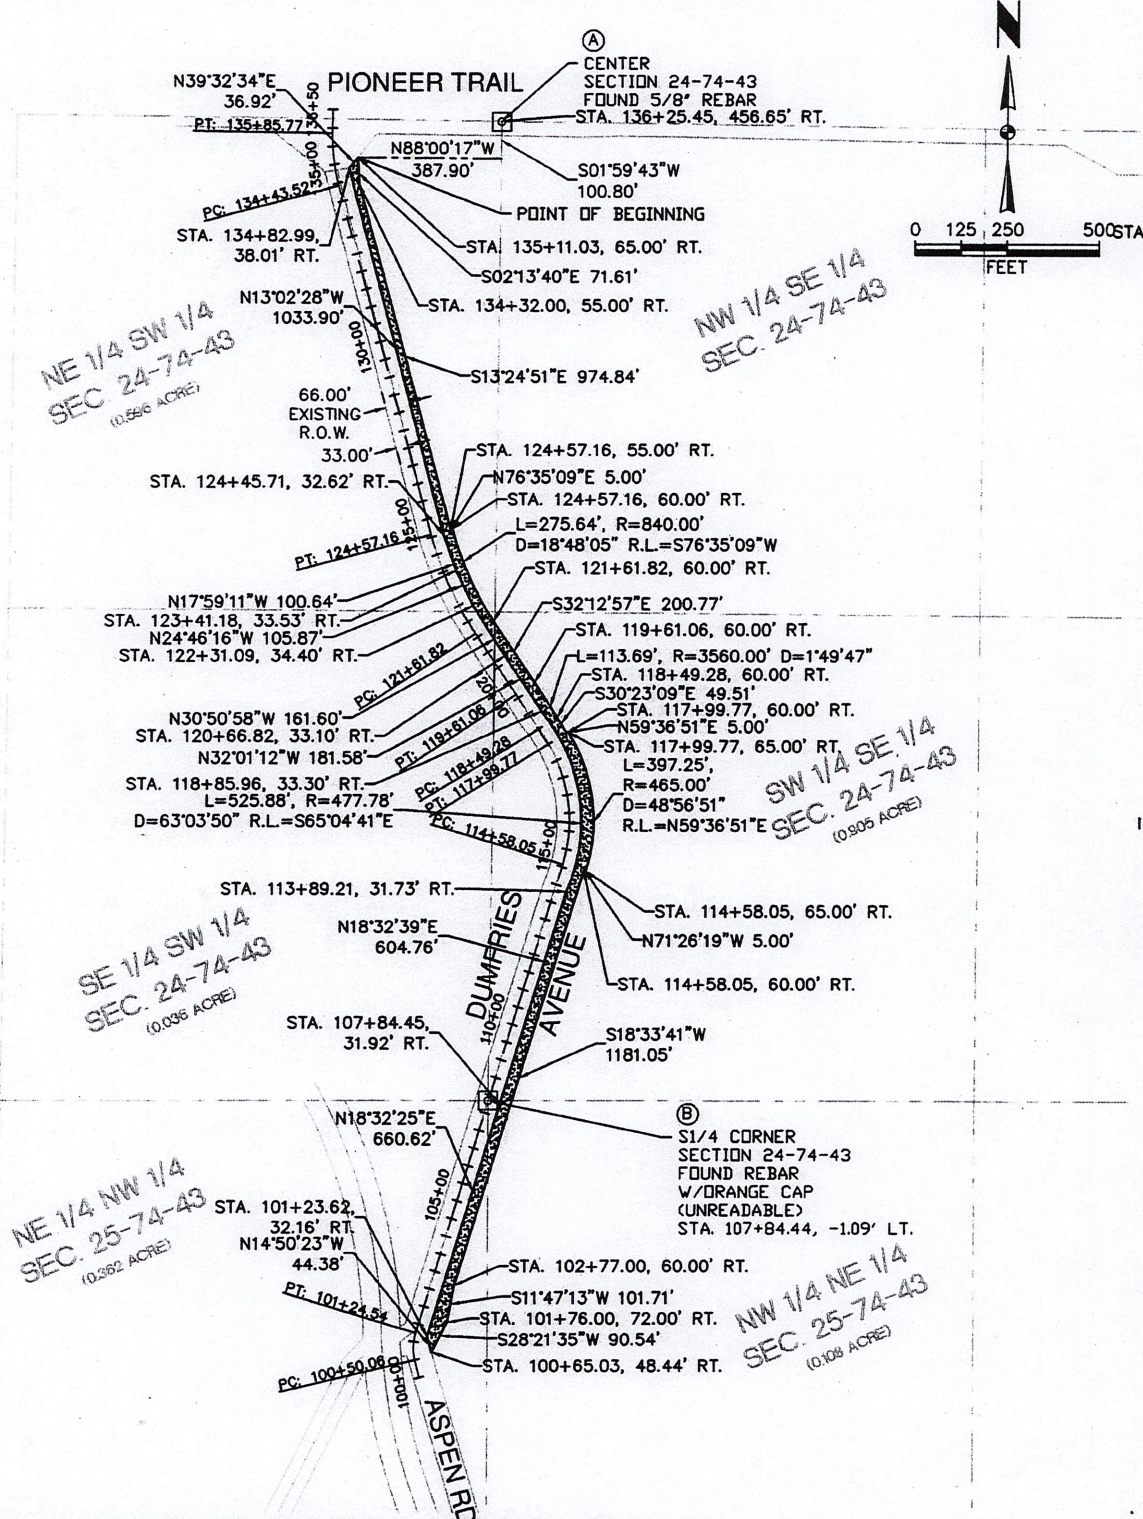 N
Ⓐ
CENTER
SECTION 24-74-43
FOUND 5/8" REBAR
STA. 136+25.45, 456.65' RT.
PIONEER TRAIL
N39°32'34"E
36.92'
136+50
PT: 135+85.77
135+00
N88°00'17"W
387.90'
S01°59'43"W
100.80'
PC: 134+43.52
POINT OF BEGINNING
0 125 250 500
STA
FEET
STA. 134+82.99,
38.01' RT.
STA. 135+11.03, 65.00' RT.
S02°13'40"E 71.61'
STA. 134+32.00, 55.00' RT.
N13°02'28"W
1033.90'
130+00
NW 1/4 SE 1/4
SEC. 24-74-43
NE 1/4 SW 1/4
SEC. 24-74-43
S13°24'51"E 974.84'
66.00'
EXISTING
R.O.W.
33.00'
STA. 124+57.16, 55.00' RT.
N76°35'09"E 5.00'
STA. 124+57.16, 60.00' RT.
STA. 124+45.71, 32.62' RT.
125+00
L=275.64', R=840.00'
D=18°48'05" R.L.=S76°35'09"W
PT: 124+57.16
STA. 121+61.82, 60.00' RT.
N17°59'11"W 100.64'
S32°12'57"E 200.77'
STA. 123+41.18, 33.53' RT.
N24°46'16"W 105.87'
STA. 119+61.06, 60.00' RT.
STA. 122+31.09, 34.40' RT.
L=113.69', R=3560.00' D=1°49'47"
PC: 121+61.82
STA. 118+49.28, 60.00' RT.
S30°23'09"E 49.51'
N30°50'58"W 161.60'
STA. 117+99.77, 60.00' RT.
STA. 120+66.82, 33.10' RT.
N59°36'51"E 5.00'
PT: 119+61.06
N32°01'12"W 181.58'
STA. 117+99.77, 65.00' RT.
PC: 118+49.28
STA. 118+85.96, 33.30' RT.
L=397.25',
R=465.00'
D=48°56'51"
R.L.=N59°36'51"E
PT: 117+99.77
L=525.88', R=477.78'
D=63°03'50" R.L.=S65°04'41"E
PC: 114+58.05
115+00
SW 1/4 SE 1/4
SEC. 24-74-43
(0.905 ACRE)
STA. 113+89.21, 31.73' RT.
STA. 114+58.05, 65.00' RT.
N71°26'19"W 5.00'
N18°32'39"E
604.76'
DUMFRIES
AVENUE
STA. 114+58.05, 60.00' RT.
SE 1/4 SW 1/4
SEC. 24-74-43
(0.036 ACRE)
110+00
STA. 107+84.45,
31.92' RT.
S18°33'41"W
1181.05'
N18°32'25"E
660.62'
Ⓑ
S1/4 CORNER
SECTION 24-74-43
FOUND REBAR
W/ORANGE CAP
(UNREADABLE)
STA. 107+84.44, -1.09' LT.
105+00
NE 1/4 NW 1/4
SEC. 25-74-43
(0.362 ACRE)
STA. 101+23.62,
32.16' RT.
N14°50'23"W
44.38'
STA. 102+77.00, 60.00' RT.
NW 1/4 NE 1/4
SEC. 25-74-43
(0.108 ACRE)
PT: 101+24.54
S11°47'13"W 101.71'
STA. 101+76.00, 72.00' RT.
S28°21'35"W 90.54'
PC: 100+50.06
STA. 100+65.03, 48.44' RT.
100+00
ASPEN RD